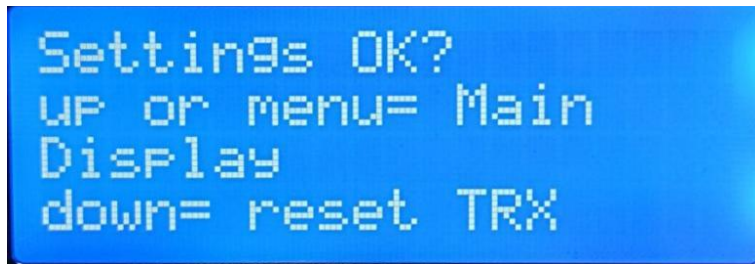 Settings OK?
up or menu= Main
Display
down= reset TRX